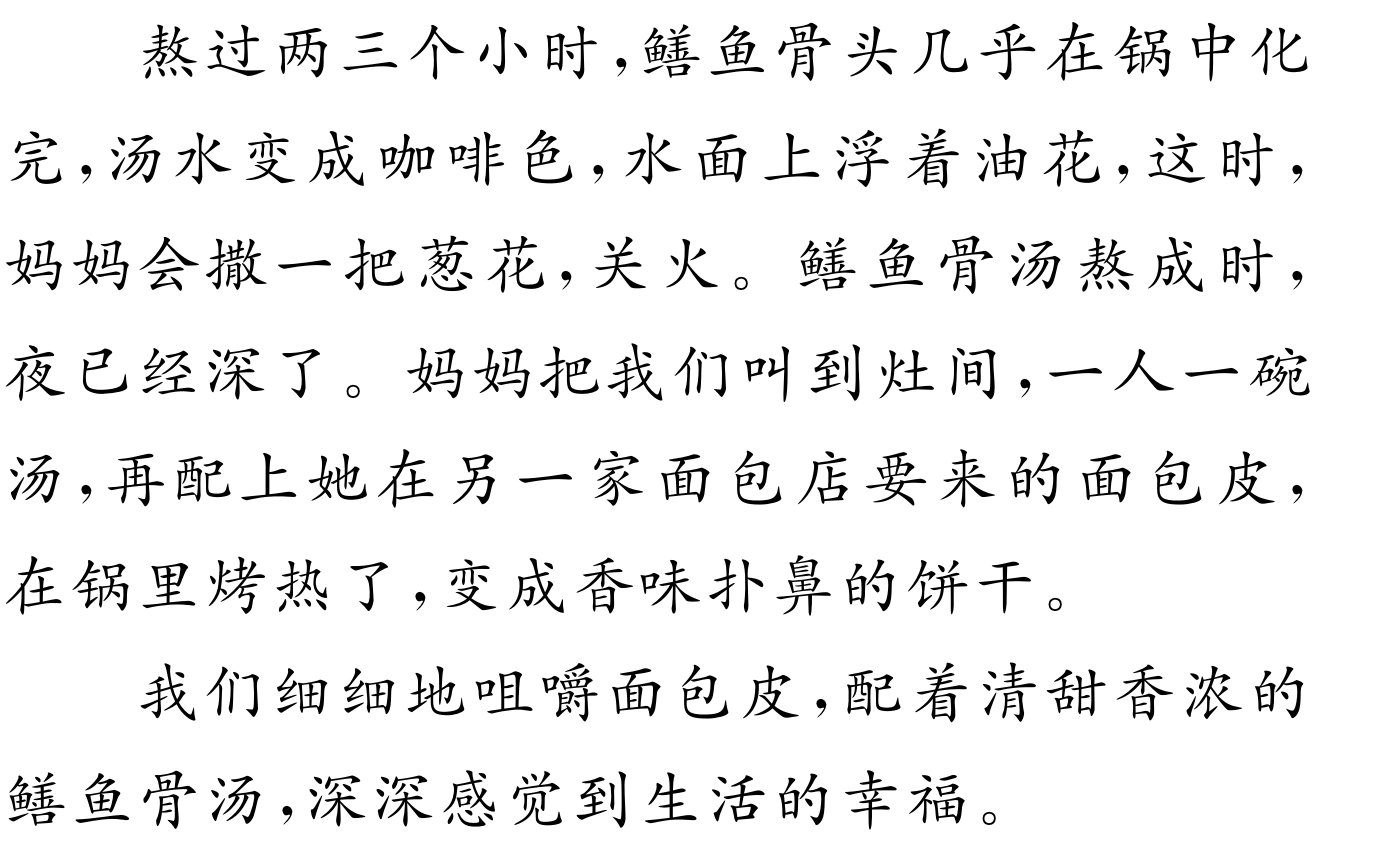 熬过两三个小时,鳝鱼骨头几乎在锅中化
完,汤水变成咖啡色,水面上浮着油花,这时,
妈妈会撒一把葱花,关火。鳝鱼骨汤熬成时,
夜已经深了。妈妈把我们叫到灶间,一人一碗
汤,再配上她在另一家面包店要来的面包皮,
在锅里烤热了,变成香味扑鼻的饼干。
我们细细地咀嚼面包皮,配着清甜香浓的
鳝鱼骨汤,深深感觉到生活的幸福。